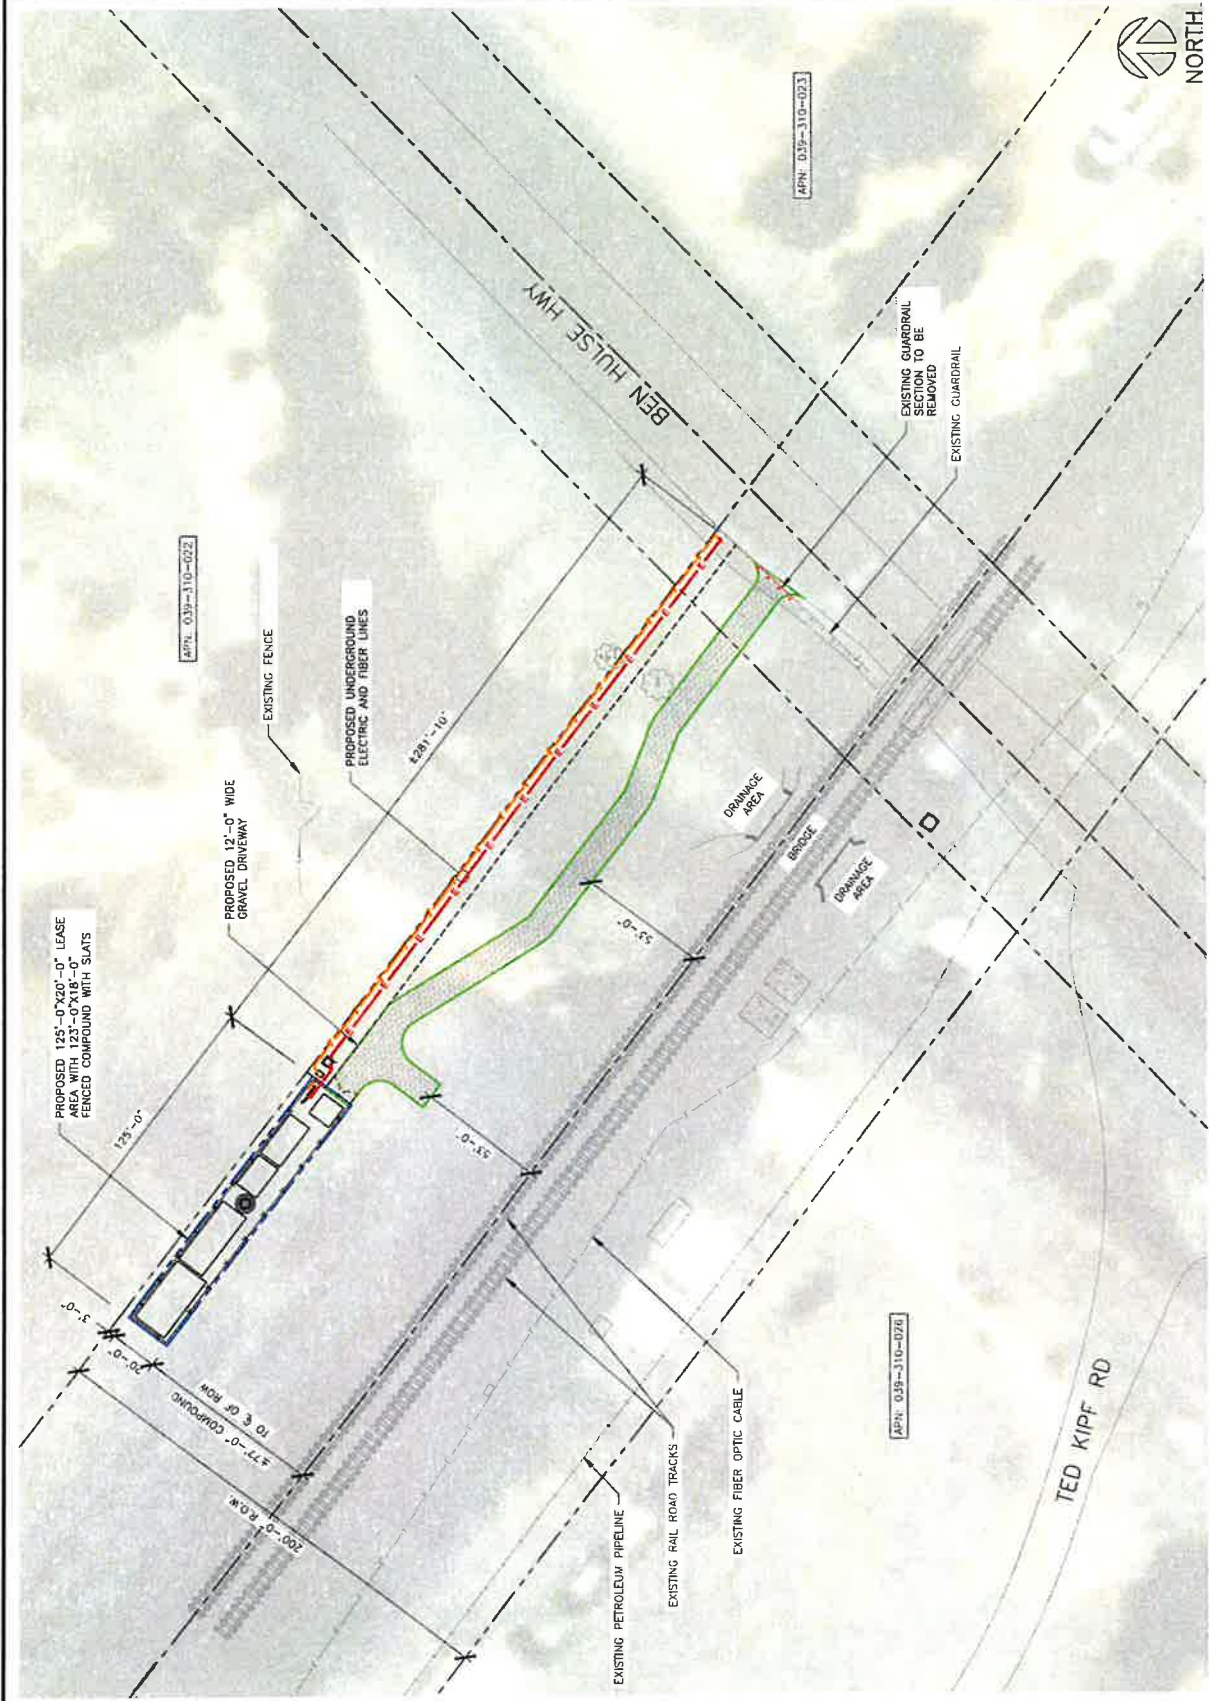 NORTH
APN: 039-310-023
BEN HULSE HWY
EXISTING GUARDRAIL
SECTION TO BE
REMOVED
EXISTING GUARDRAIL
APN: 039-310-022
EXISTING FENCE
PROPOSED UNDERGROUND
ELECTRIC AND FIBER LINES
±281'-10"
PROPOSED 12'-0" WIDE
GRAVEL DRIVEWAY
PROPOSED 125'-0"X20'-0" LEASE
AREA WITH 123'-0"X18'-0"
FENCED COMPOUND WITH SLATS
125'-0"
3'-0"
20'-0"
±77'-0" COMPOUND
TO ℄ OF ROW
200'-0" R.O.W.
53'-0"
53'-0"
E
E
E
E
E
E
E
E
E
DRAINAGE
AREA
BRIDGE
DRAINAGE
AREA
EXISTING PETROLEUM PIPELINE
EXISTING RAIL ROAD TRACKS
EXISTING FIBER OPTIC CABLE
APN: 039-310-026
TED KIPF RD